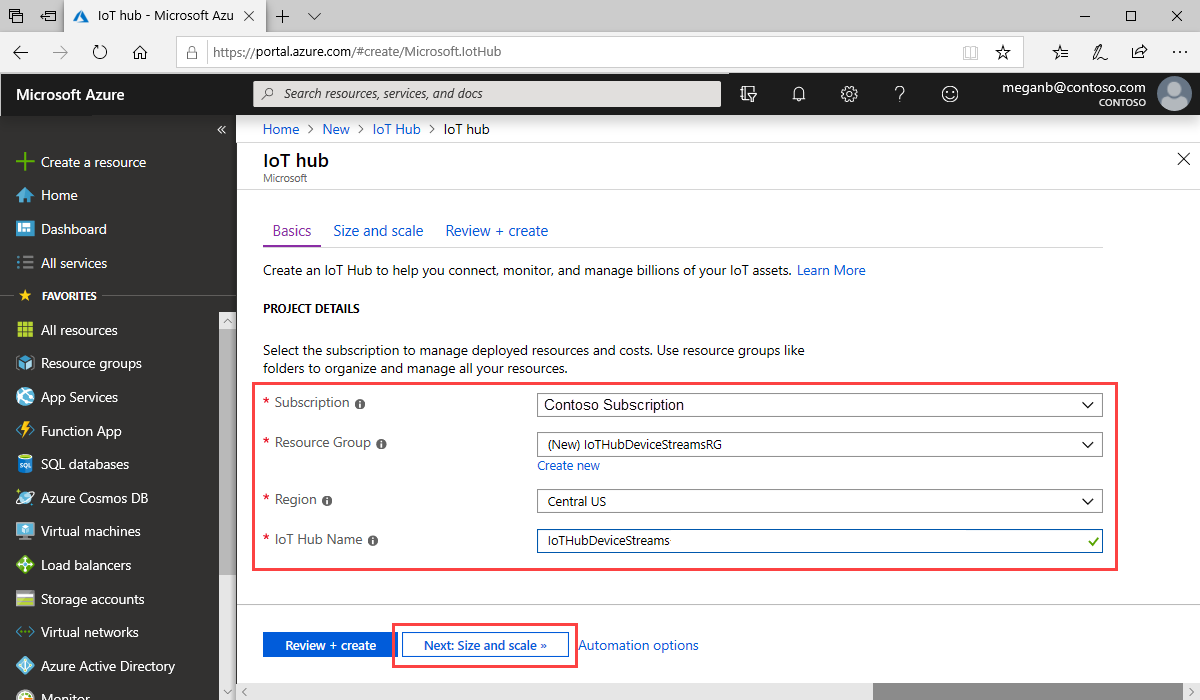 IoT hub - Microsoft Azu
https://portal.azure.com/#create/Microsoft.IotHub
Microsoft Azure
Search resources, services, and docs
meganb@contoso.com
CONTOSO
Create a resource
Home
Dashboard
All services
FAVORITES
All resources
Resource groups
App Services
Function App
SQL databases
Azure Cosmos DB
Virtual machines
Load balancers
Storage accounts
Virtual networks
Azure Active Directory
Monitor
Home > New > IoT Hub > IoT hub
IoT hub
Microsoft
Basics Size and scale Review + create
Create an IoT Hub to help you connect, monitor, and manage billions of your IoT assets. Learn More
PROJECT DETAILS
Select the subscription to manage deployed resources and costs. Use resource groups like
folders to organize and manage all your resources.
* Subscription Contoso Subscription
* Resource Group (New) IoTHubDeviceStreamsRG
Create new
* Region Central US
* IoT Hub Name IoTHubDeviceStreams
Review + create Next: Size and scale » Automation options